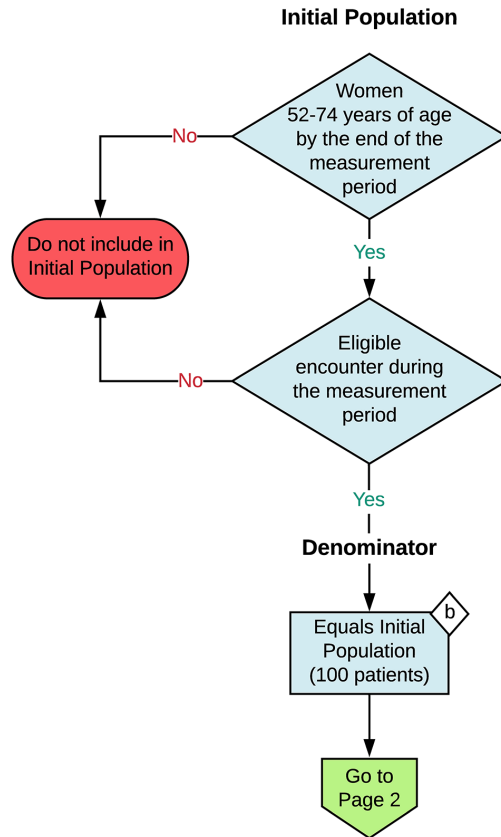 Initial Population
Women
52-74 years of age
by the end of the
measurement
period
No
Do not include in
Initial Population
Yes
Eligible
encounter during
the measurement
period
No
Yes
Denominator
b
Equals Initial
Population
(100 patients)
Go to
Page 2